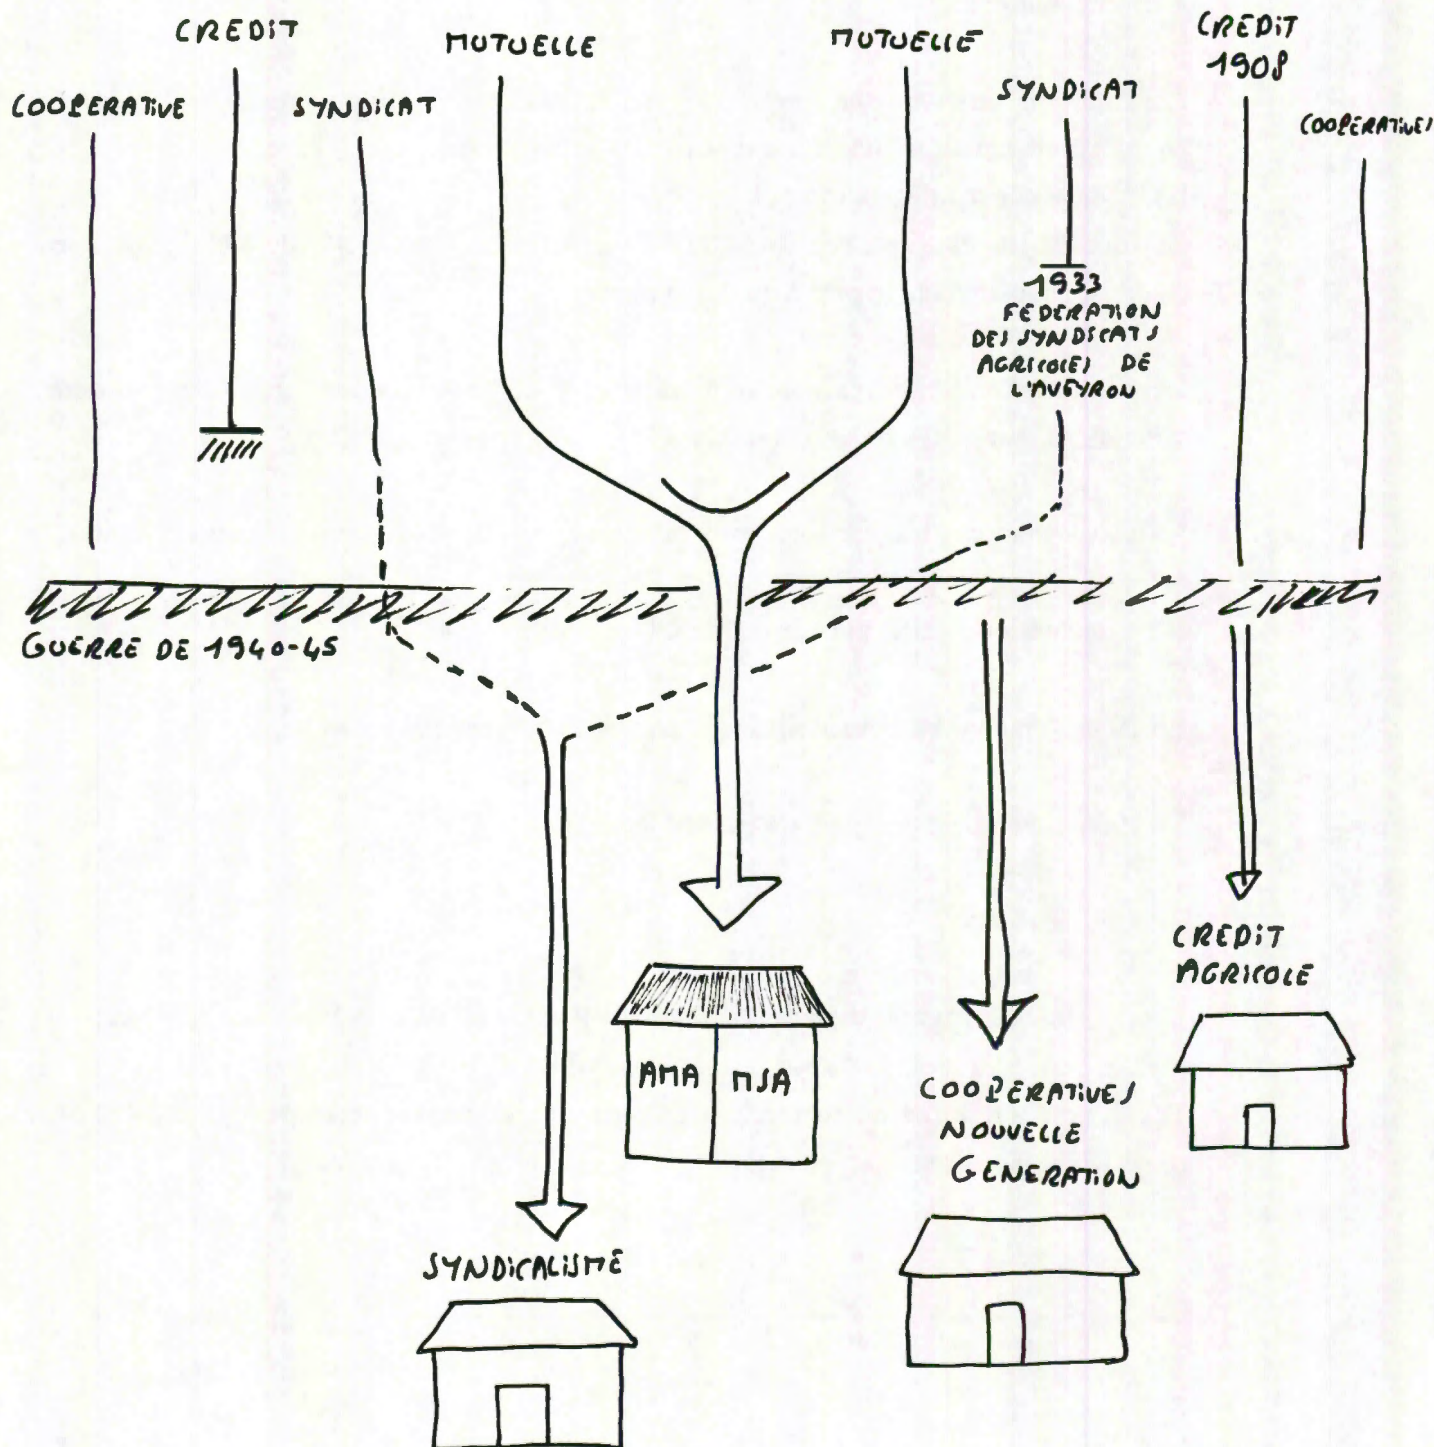 CREDIT
MUTUELLE
MUTUELLE
CREDIT
1908
COOPERATIVE
SYNDICAT
SYNDICAT
COOPERATIVES
1933
FEDERATION
DES SYNDICATS
AGRICOLES DE
L'AVEYRON
GUERRE DE 1940-45
CREDIT
AGRICOLE
AMA
MSA
COOPERATIVES
NOUVELLE
GENERATION
SYNDICALISME